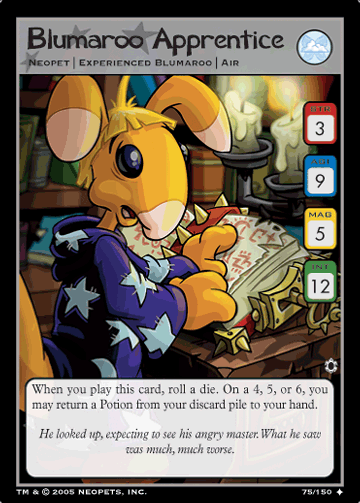 Blumaroo Apprentice
Neopet | Experienced Blumaroo | Air
STR
3
AGI
9
MAG
5
INT
12
When you play this card, roll a die. On a 4, 5, or 6, you
may return a Potion from your discard pile to your hand.
He looked up, expecting to see his angry master. What he saw
was much, much worse.
TM & © 2005 NEOPETS, INC.
75/150